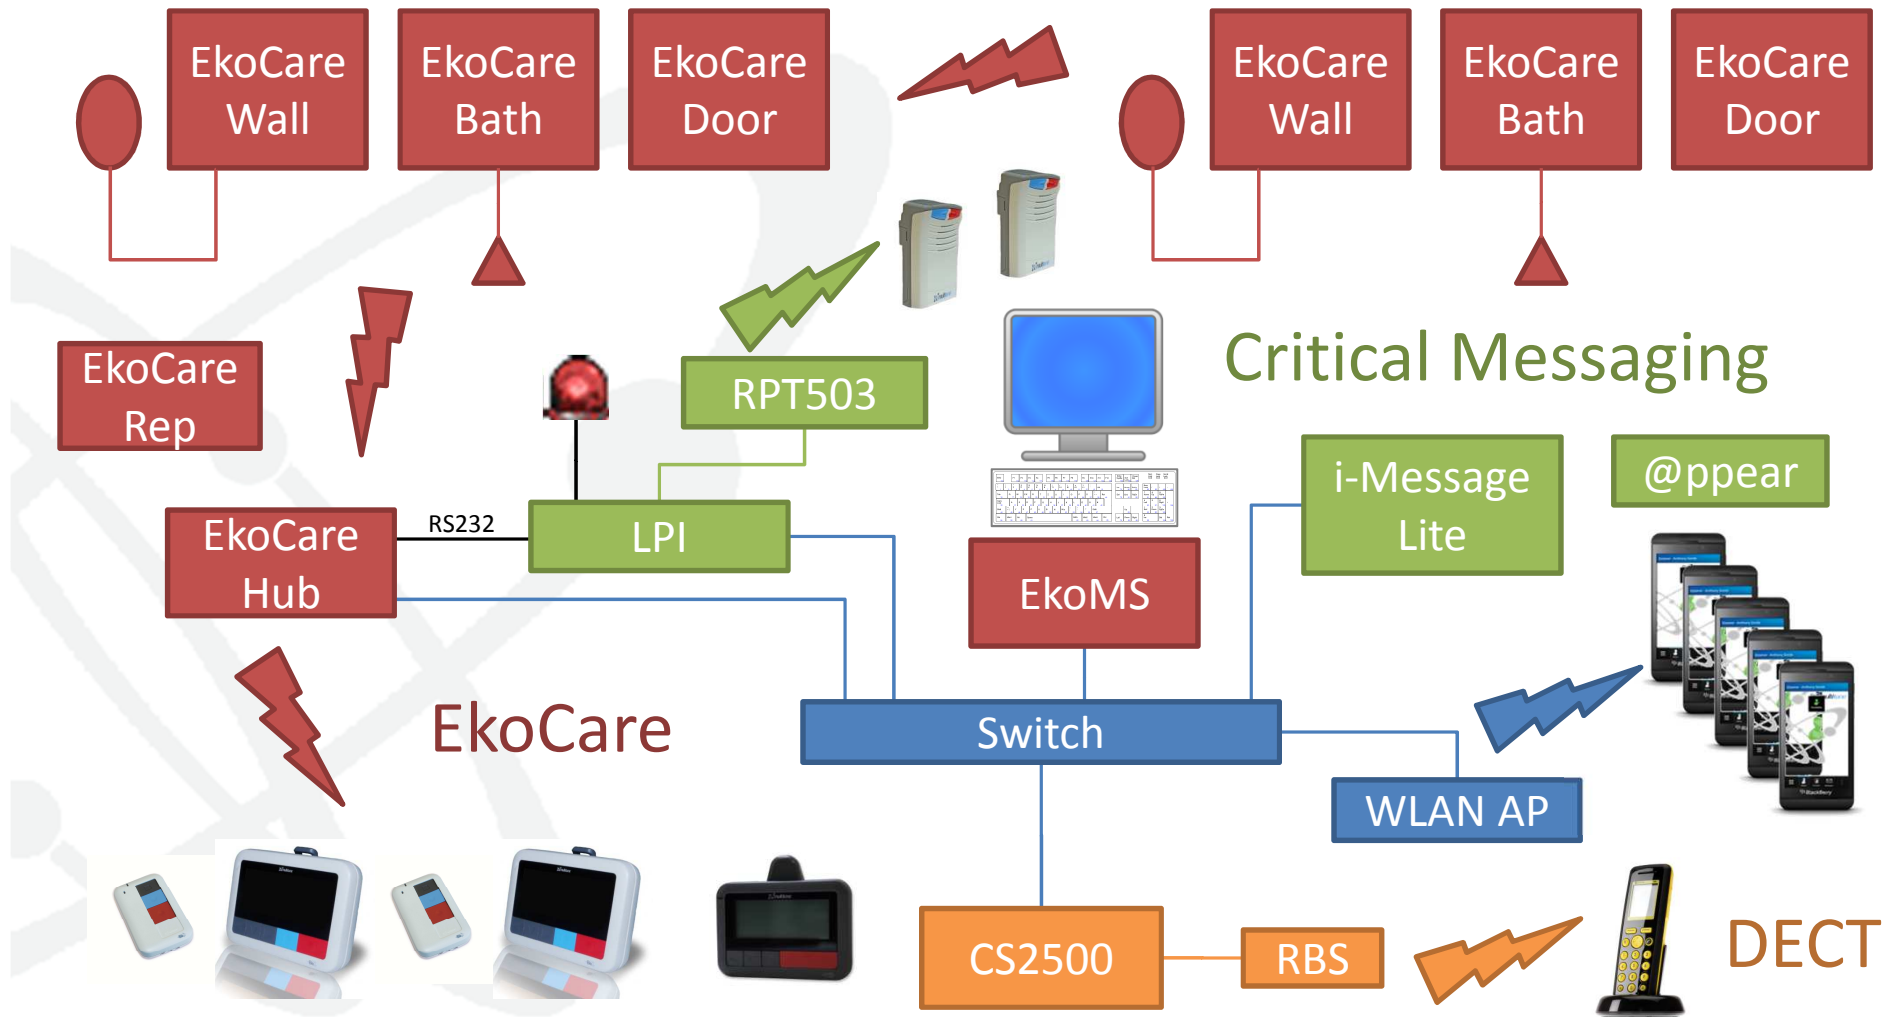 EkoCare
Wall
EkoCare
Bath
EkoCare
Door
EkoCare
Wall
EkoCare
Bath
EkoCare
Door
EkoCare
Rep
RPT503
Critical Messaging
i-Message
Lite
@ppear
EkoCare
Hub
RS232
LPI
EkoMS
EkoCare
Switch
WLAN AP
BlackBerry
CS2500
RBS
DECT